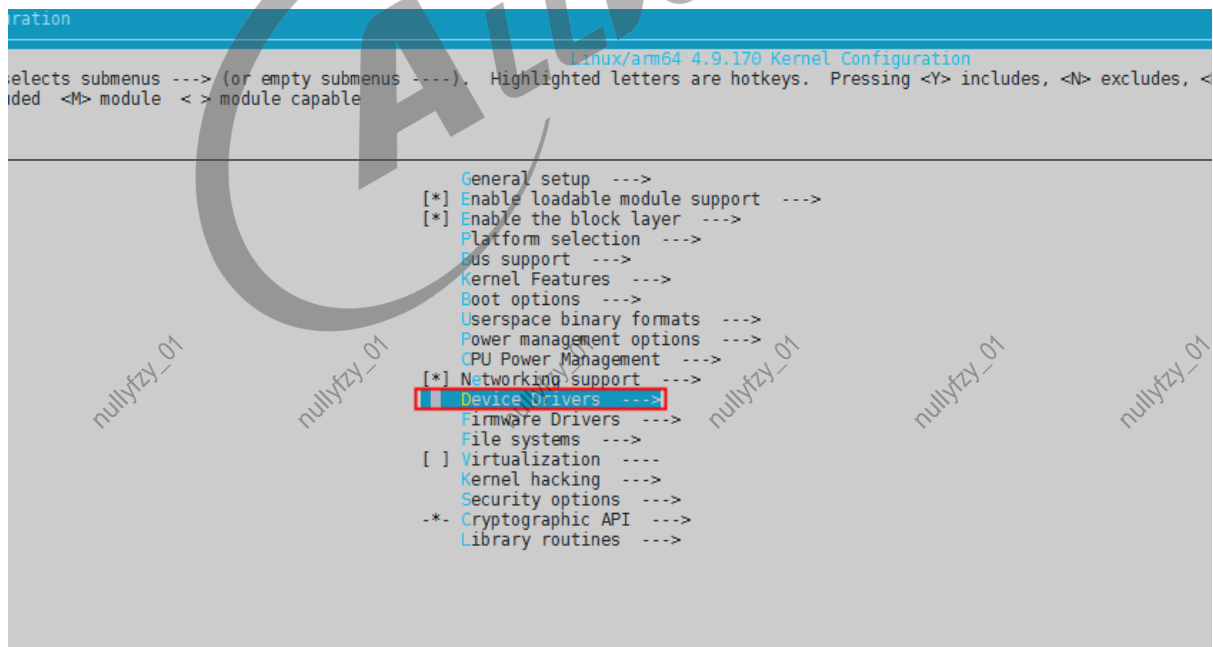 uration
Linux/arm64 4.9.170 Kernel Configuration
selects submenus ---> (or empty submenus ----).  Highlighted letters are hotkeys.  Pressing <Y> includes, <N> excludes, <
uded  <M> module  < > module capable
General setup  --->
[*] Enable loadable module support  --->
[*] Enable the block layer  --->
Platform selection  --->
Bus support  --->
Kernel Features  --->
Boot options  --->
Userspace binary formats  --->
Power management options  --->
CPU Power Management  --->
[*] Networking support  --->
Device Drivers  --->
Firmware Drivers  --->
File systems  --->
[ ] Virtualization  ----
Kernel hacking  --->
Security options  --->
-*- Cryptographic API  --->
Library routines  --->
ALLW
nullyfzy_01 nullyfzy_01 nullyfzy_01 nullyfzy_01 nullyfzy_01 nullyfzy_01